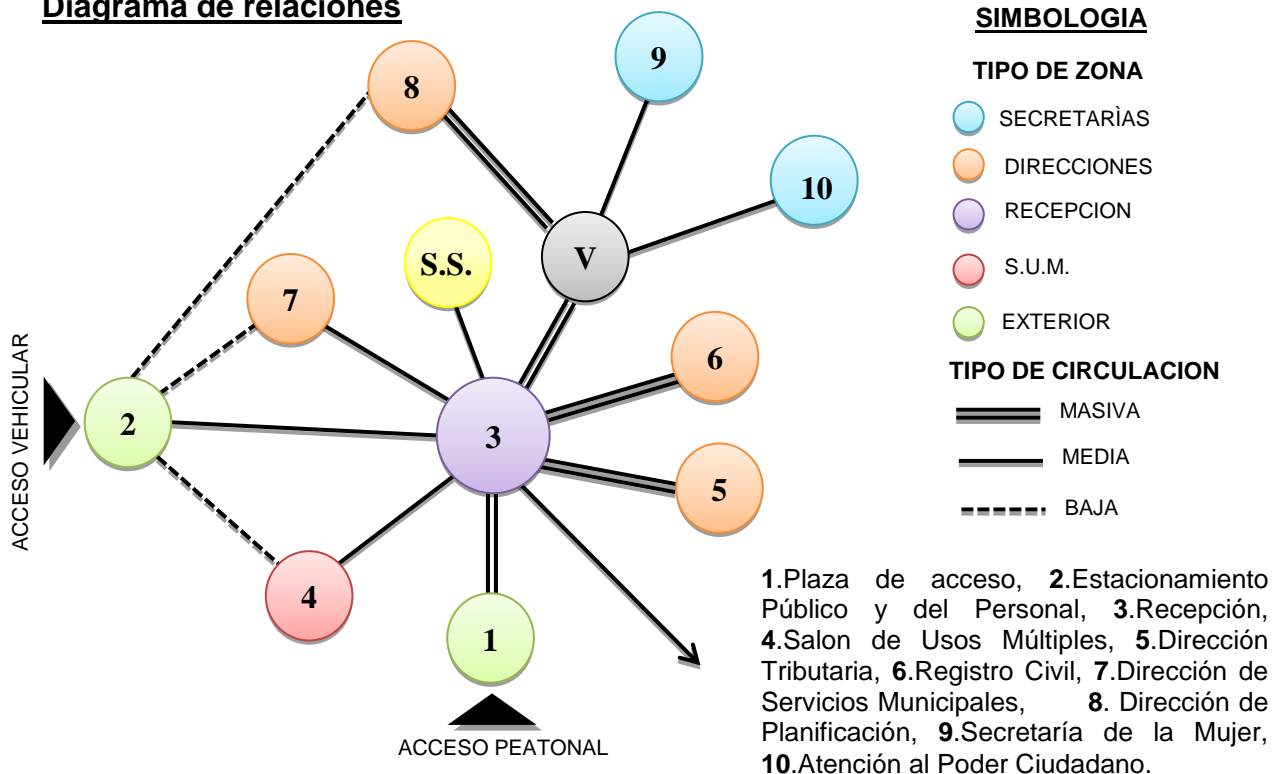 Diagrama de relaciones
8
9
10
S.S.
V
7
6
2
3
5
4
1
ACCESO VEHICULAR
ACCESO PEATONAL
SIMBOLOGIA
TIPO DE ZONA
SECRETARÌAS
DIRECCIONES
RECEPCION
S.U.M.
EXTERIOR
TIPO DE CIRCULACION
MASIVA
MEDIA
BAJA
1.Plaza de acceso, 2.Estacionamiento
Público y del Personal, 3.Recepción,
4.Salon de Usos Múltiples, 5.Dirección
Tributaria, 6.Registro Civil, 7.Dirección de
Servicios Municipales, 8. Dirección de
Planificación, 9.Secretaría de la Mujer,
10.Atención al Poder Ciudadano.